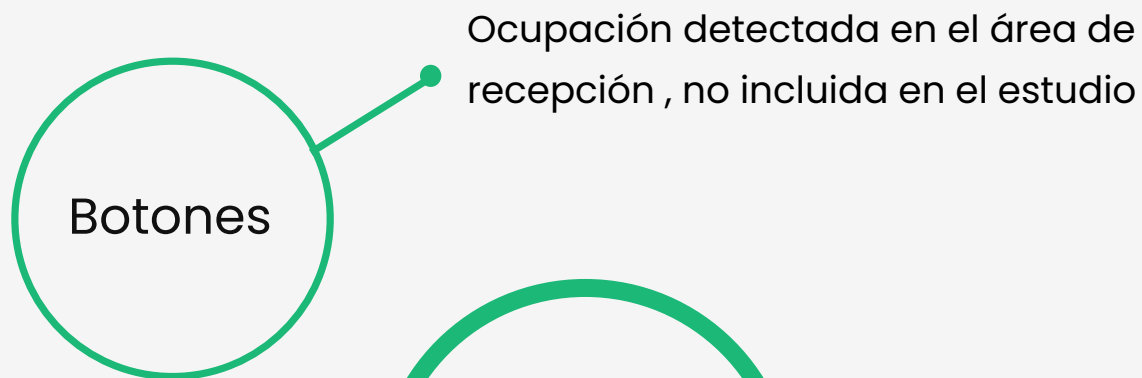 Ocupación detectada en el área de
recepción , no incluida en el estudio
Botones